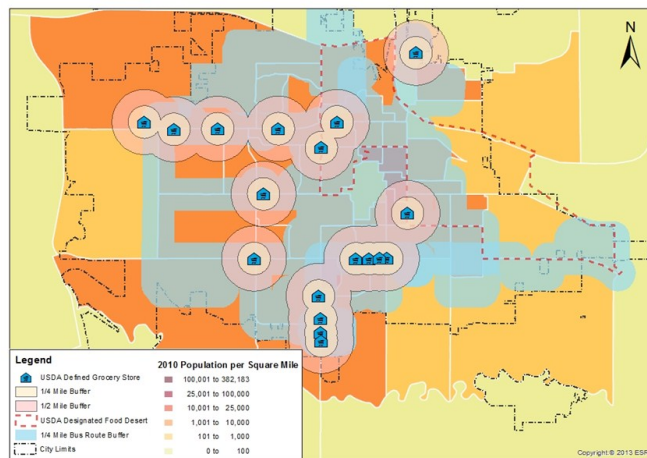 N
Legend
USDA Defined Grocery Store
1/4 Mile Buffer
1/2 Mile Buffer
USDA Designated Food Desert
1/4 Mile Bus Route Buffer
City Limits
2010 Population per Square Mile
100,001 to 382,183
25,001 to 100,000
10,001 to 25,000
1,001 to 10,000
101 to 1,000
0 to 100
Copyright © 2013 ESR